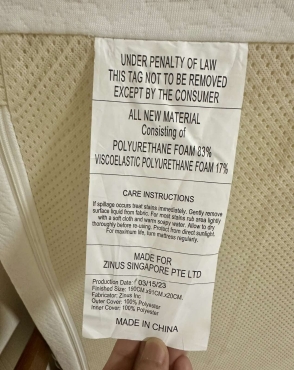 UNDER PENALTY OF LAW
THIS TAG NOT TO BE REMOVED
EXCEPT BY THE CONSUMER
ALL NEW MATERIAL
Consisting of
POLYURETHANE FOAM 83%
VISCOELASTIC POLYURETHANE FOAM 17%
CARE INSTRUCTIONS
If spillage occurs treat stains immediately. Gently remove
surface liquid from fabric. For most stains rub area lightly
with a soft cloth and warm soapy water. Allow to dry
thoroughly before re-using. Protect from direct sunlight.
For maximum life, turn mattress regularly.
MADE FOR
ZINUS SINGAPORE PTE LTD
Production Date: 03/15/23
Finished Size: 190CM.x91CM.x20CM.
Fabricator: Zinus Inc.
Outer Cover: 100% Polyester
Inner Cover: 100% Polyester
MADE IN CHINA